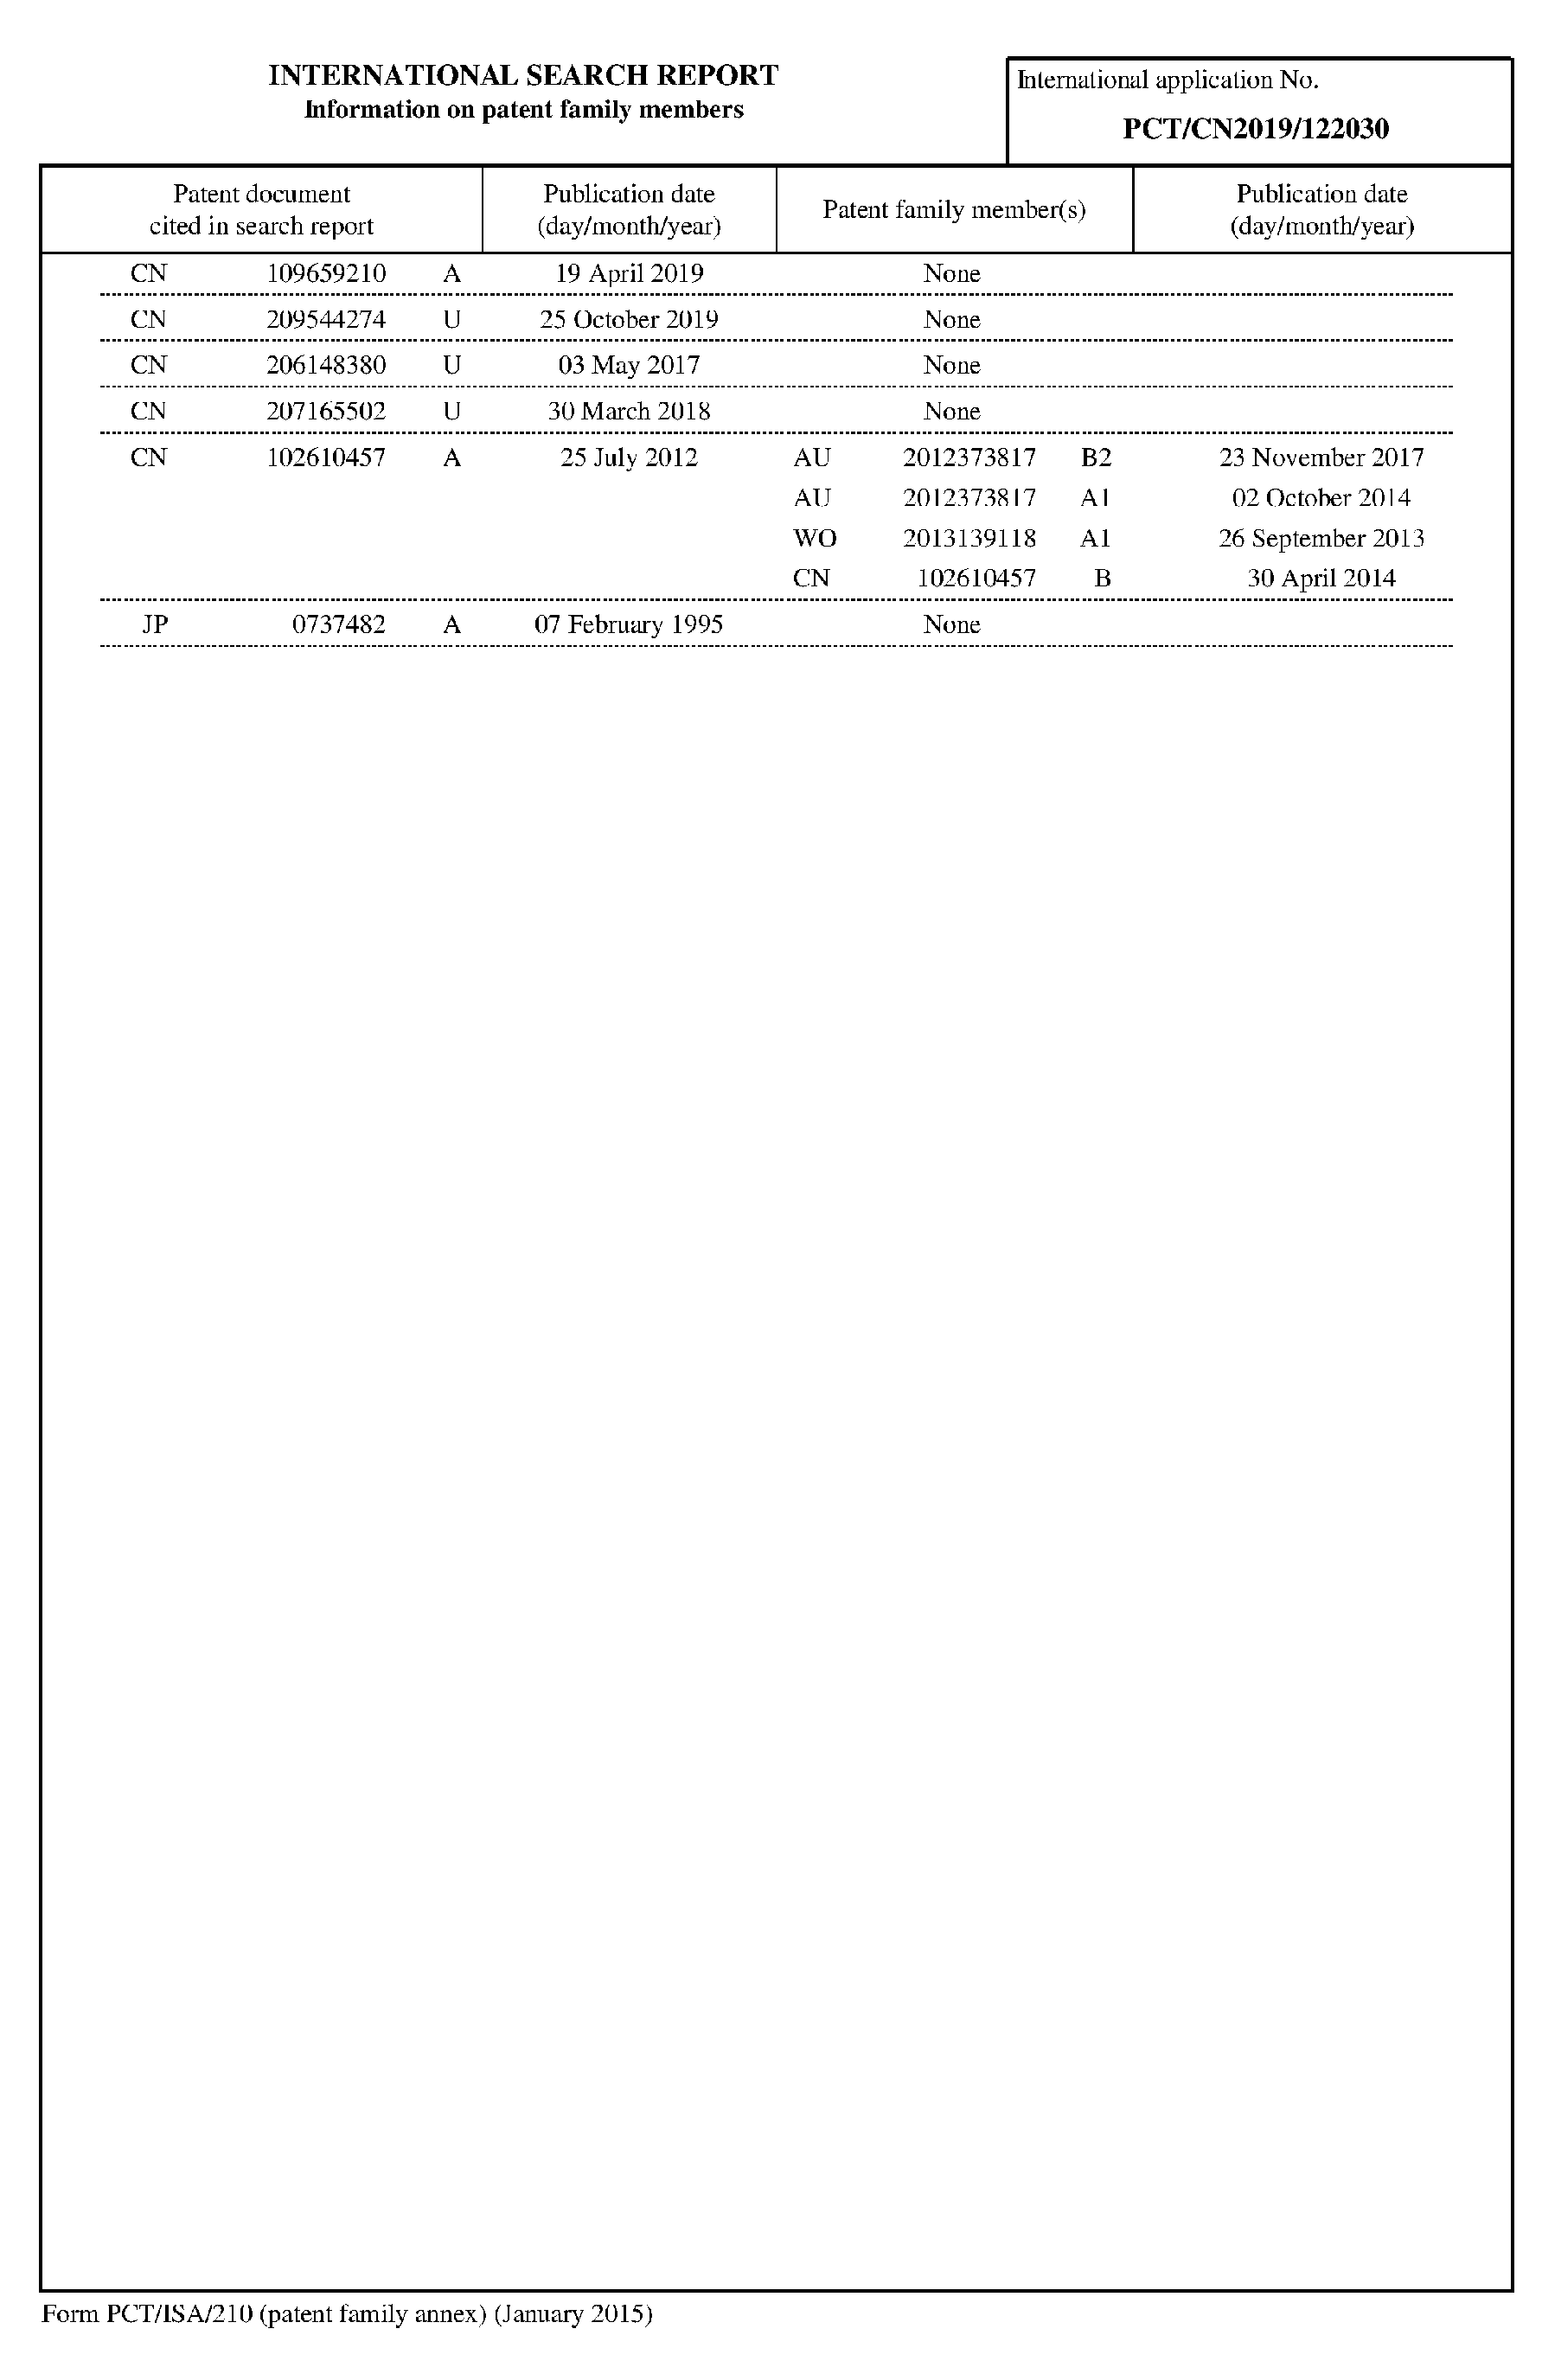 INTERNATIONAL SEARCH REPORT
Information on patent family members
International application No.
PCT/CN2019/122030
Patent document
cited in search report
Publication date
(day/month/year)
Patent family member(s)
Publication date
(day/month/year)
CN 109659210 A 19 April 2019 None
CN 209544274 U 25 October 2019 None
CN 206148380 U 03 May 2017 None
CN 207165502 U 30 March 2018 None
CN 102610457 A 25 July 2012 AU 2012373817 B2 23 November 2017
AU 2012373817 A1 02 October 2014
WO 2013139118 A1 26 September 2013
CN 102610457 B 30 April 2014
JP 0737482 A 07 February 1995 None
Form PCT/ISA/210 (patent family annex) (January 2015)